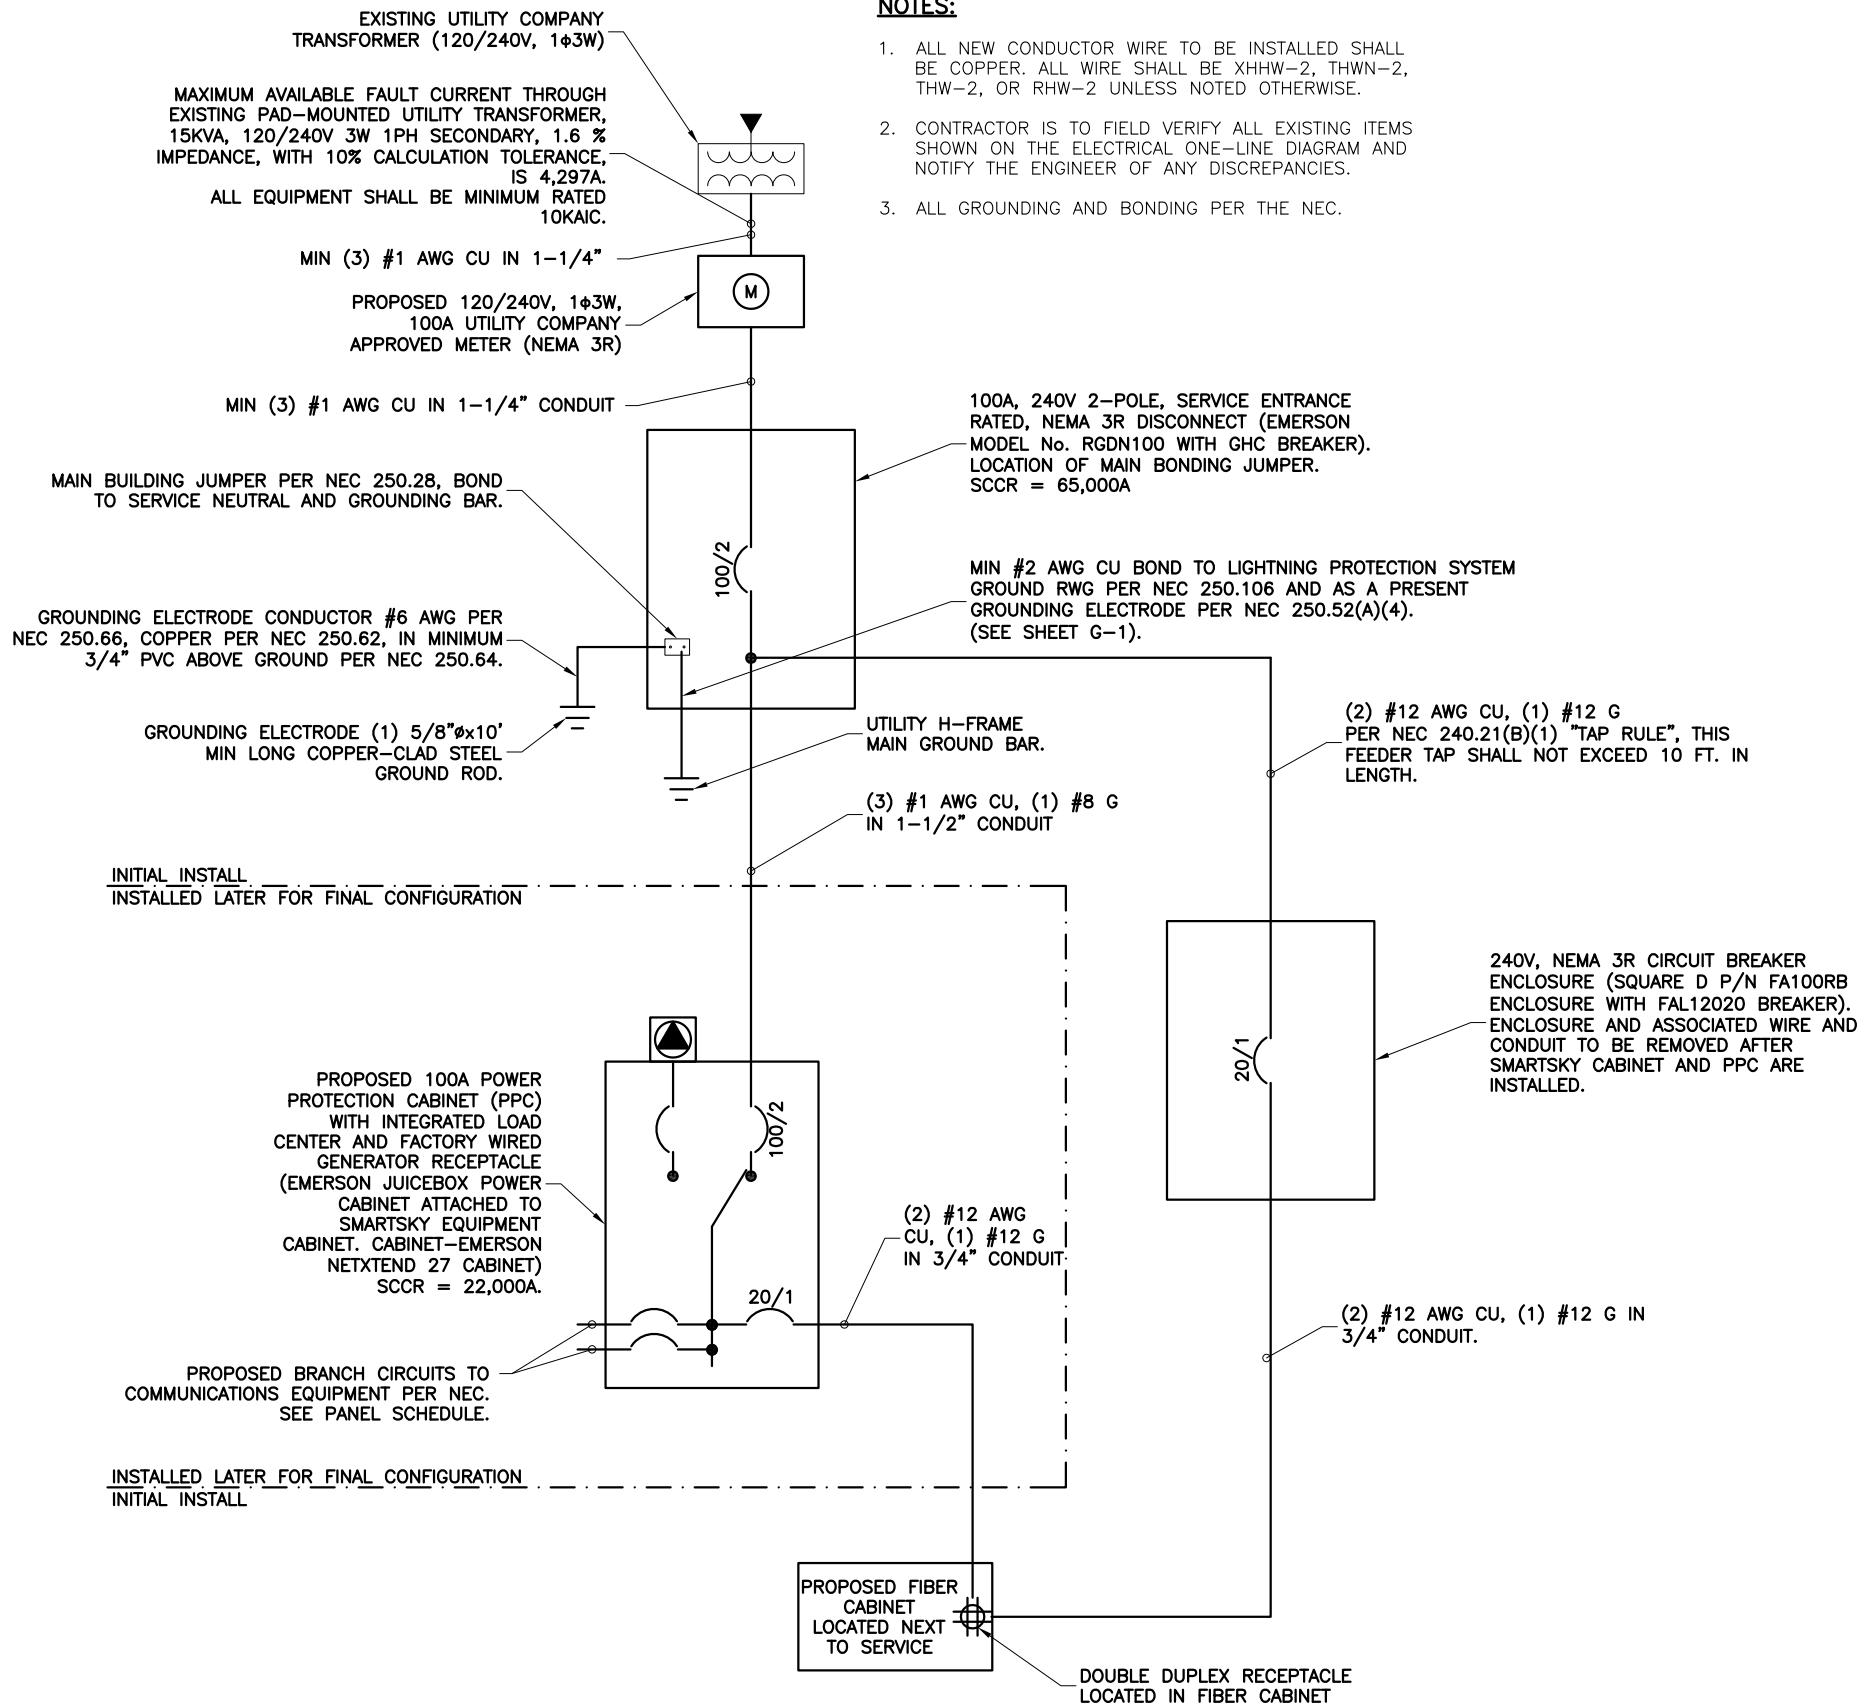 EXISTING UTILITY COMPANY
TRANSFORMER (120/240V, 1ϕ3W)
MAXIMUM AVAILABLE FAULT CURRENT THROUGH
EXISTING PAD-MOUNTED UTILITY TRANSFORMER,
15KVA, 120/240V 3W 1PH SECONDARY, 1.6 %
IMPEDANCE, WITH 10% CALCULATION TOLERANCE,
IS 4,297A.
ALL EQUIPMENT SHALL BE MINIMUM RATED
10KAIC.
MIN (3) #1 AWG CU IN 1-1/4"
PROPOSED 120/240V, 1ϕ3W,
100A UTILITY COMPANY
APPROVED METER (NEMA 3R)
M
MIN (3) #1 AWG CU IN 1-1/4" CONDUIT
NOTES:
1. ALL NEW CONDUCTOR WIRE TO BE INSTALLED SHALL
BE COPPER. ALL WIRE SHALL BE XHHW-2, THWN-2,
THW-2, OR RHW-2 UNLESS NOTED OTHERWISE.
2. CONTRACTOR IS TO FIELD VERIFY ALL EXISTING ITEMS
SHOWN ON THE ELECTRICAL ONE-LINE DIAGRAM AND
NOTIFY THE ENGINEER OF ANY DISCREPANCIES.
3. ALL GROUNDING AND BONDING PER THE NEC.
100A, 240V 2-POLE, SERVICE ENTRANCE
RATED, NEMA 3R DISCONNECT (EMERSON
MODEL No. RGDN100 WITH GHC BREAKER).
LOCATION OF MAIN BONDING JUMPER.
SCCR = 65,000A
MAIN BUILDING JUMPER PER NEC 250.28, BOND
TO SERVICE NEUTRAL AND GROUNDING BAR.
100/2
MIN #2 AWG CU BOND TO LIGHTNING PROTECTION SYSTEM
GROUND RWG PER NEC 250.106 AND AS A PRESENT
GROUNDING ELECTRODE PER NEC 250.52(A)(4).
(SEE SHEET G-1).
GROUNDING ELECTRODE CONDUCTOR #6 AWG PER
NEC 250.66, COPPER PER NEC 250.62, IN MINIMUM
3/4" PVC ABOVE GROUND PER NEC 250.64.
GROUNDING ELECTRODE (1) 5/8"øx10'
MIN LONG COPPER-CLAD STEEL
GROUND ROD.
UTILITY H-FRAME
MAIN GROUND BAR.
(2) #12 AWG CU, (1) #12 G
PER NEC 240.21(B)(1) "TAP RULE", THIS
FEEDER TAP SHALL NOT EXCEED 10 FT. IN
LENGTH.
(3) #1 AWG CU, (1) #8 G
IN 1-1/2" CONDUIT
INITIAL INSTALL
INSTALLED LATER FOR FINAL CONFIGURATION
240V, NEMA 3R CIRCUIT BREAKER
ENCLOSURE (SQUARE D P/N FA100RB
ENCLOSURE WITH FAL12020 BREAKER).
ENCLOSURE AND ASSOCIATED WIRE AND
CONDUIT TO BE REMOVED AFTER
SMARTSKY CABINET AND PPC ARE
INSTALLED.
20/1
PROPOSED 100A POWER
PROTECTION CABINET (PPC)
WITH INTEGRATED LOAD
CENTER AND FACTORY WIRED
GENERATOR RECEPTACLE
(EMERSON JUICEBOX POWER
CABINET ATTACHED TO
SMARTSKY EQUIPMENT
CABINET. CABINET-EMERSON
NETXTEND 27 CABINET)
SCCR = 22,000A.
100/2
20/1
(2) #12 AWG
CU, (1) #12 G
IN 3/4" CONDUIT
(2) #12 AWG CU, (1) #12 G IN
3/4" CONDUIT.
PROPOSED BRANCH CIRCUITS TO
COMMUNICATIONS EQUIPMENT PER NEC.
SEE PANEL SCHEDULE.
INSTALLED LATER FOR FINAL CONFIGURATION
INITIAL INSTALL
PROPOSED FIBER
CABINET
LOCATED NEXT
TO SERVICE
DOUBLE DUPLEX RECEPTACLE
LOCATED IN FIBER CABINET